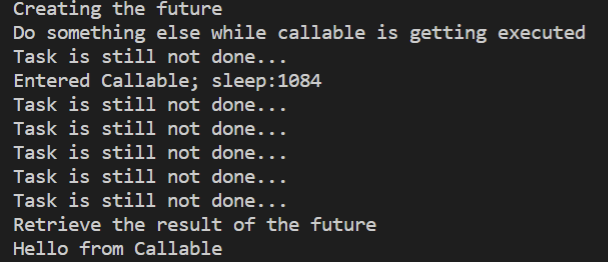 Creating the future
Do something else while callable is getting executed
Task is still not done...
Entered Callable; sleep:1084
Task is still not done...
Task is still not done...
Task is still not done...
Task is still not done...
Task is still not done...
Retrieve the result of the future
Hello from Callable